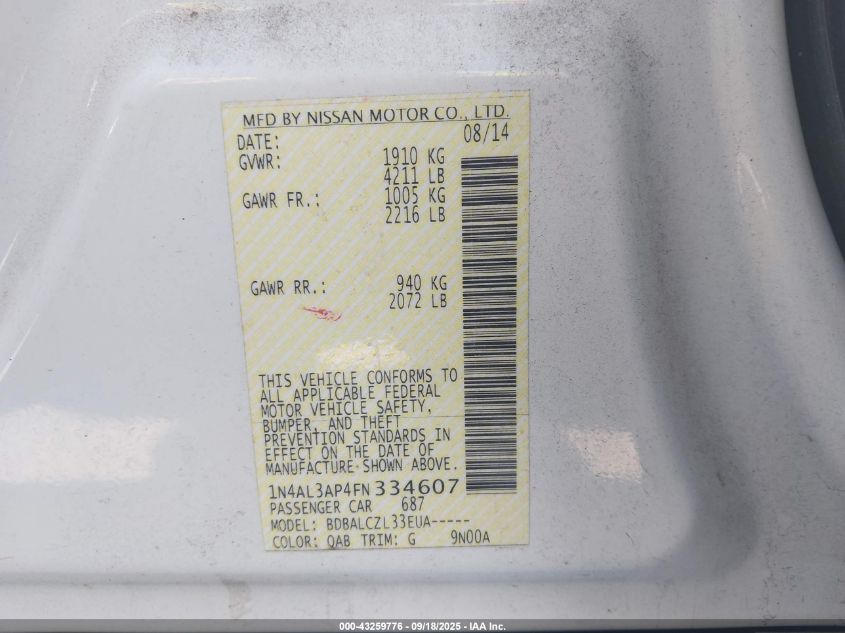 MFD BY NISSAN MOTOR CO., LTD.
DATE: 08/14
GVWR: 1910 KG
4211 LB
GAWR FR.: 1005 KG
2216 LB
GAWR RR.: 940 KG
2072 LB
THIS VEHICLE CONFORMS TO
ALL APPLICABLE FEDERAL
MOTOR VEHICLE SAFETY,
BUMPER, AND THEFT
PREVENTION STANDARDS IN
EFFECT ON THE DATE OF
MANUFACTURE SHOWN ABOVE.
1N4AL3AP4FN334607
PASSENGER CAR 687
MODEL: BDBALCZL33EUA-----
COLOR: QAB TRIM: G 9N00A
000-43259776 - 09/18/2025 - IAA Inc.